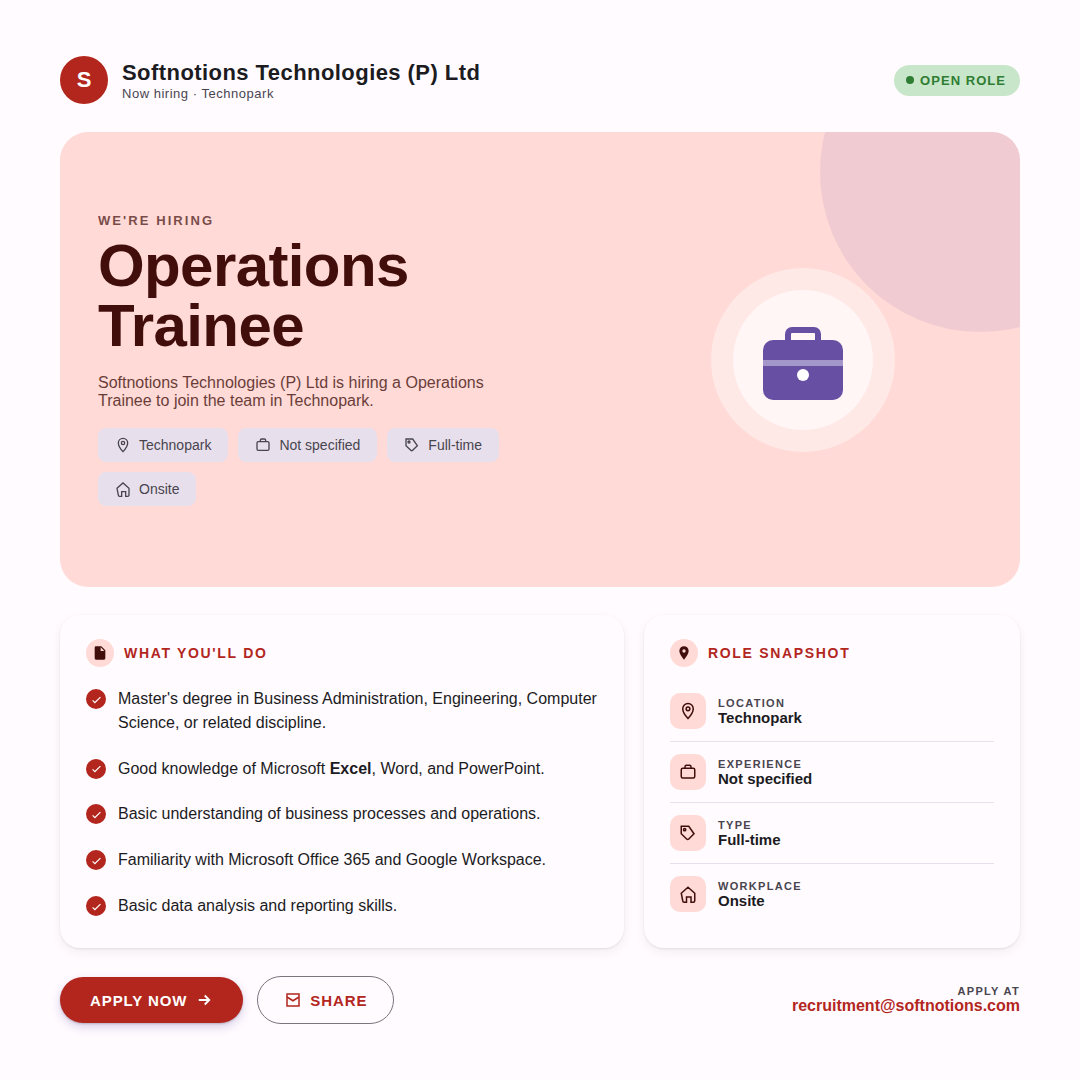 S
Softnotions Technologies (P) Ltd
Now hiring · Technopark
OPEN ROLE
WE'RE HIRING
Operations
Trainee
Softnotions Technologies (P) Ltd is hiring a Operations
Trainee to join the team in Technopark.
Technopark
Not specified
Full-time
Onsite
WHAT YOU'LL DO
Master's degree in Business Administration, Engineering, Computer
Science, or related discipline.
Good knowledge of Microsoft Excel, Word, and PowerPoint.
Basic understanding of business processes and operations.
Familiarity with Microsoft Office 365 and Google Workspace.
Basic data analysis and reporting skills.
ROLE SNAPSHOT
LOCATION
Technopark
EXPERIENCE
Not specified
TYPE
Full-time
WORKPLACE
Onsite
APPLY NOW
SHARE
APPLY AT
recruitment@softnotions.com